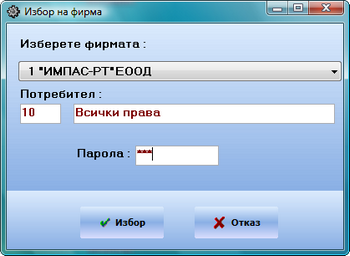 Избор на фирма
Изберете фирмата :
1 "ИМПАС-РТ"ЕООД
Потребител :
10 Всички права
Парола : ***
Избор Отказ